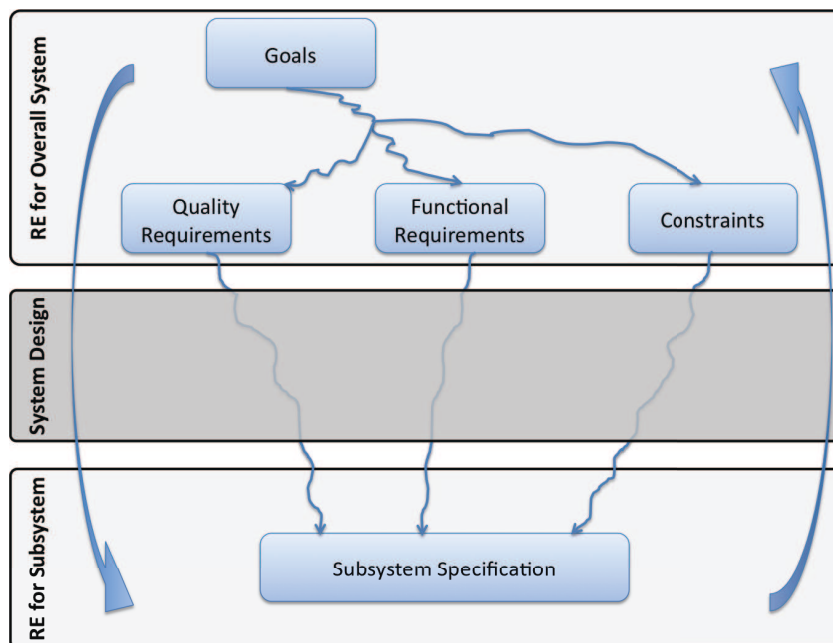 RE for Overall System
Goals
Quality
Requirements
Functional
Requirements
Constraints
System Design
RE for Subsystem
Subsystem Specification